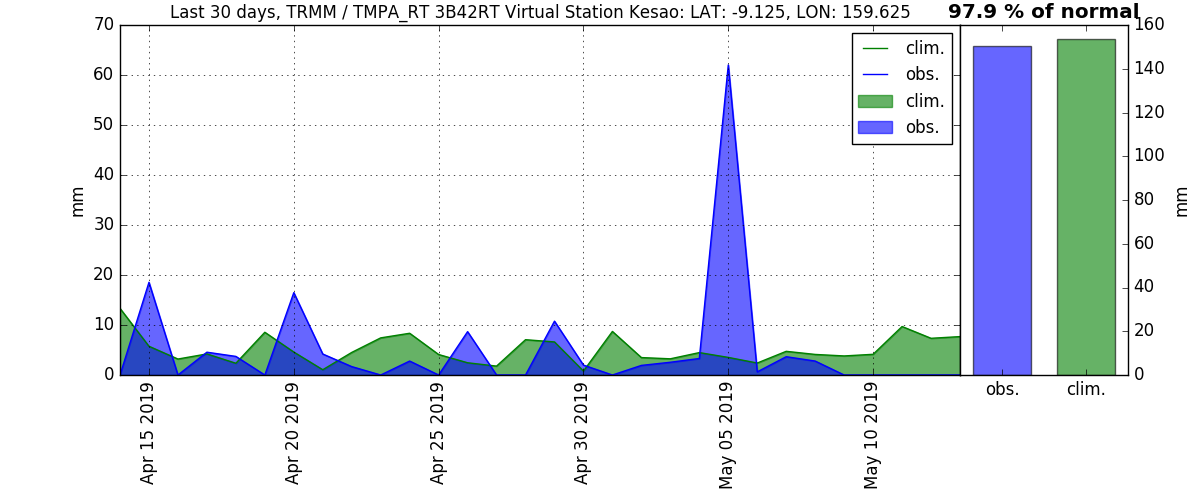 Last 30 days, TRMM / TMPA_RT 3B42RT Virtual Station Kesao: LAT: -9.125, LON: 159.625
97.9 % of normal
70
60
50
40
30
20
10
0
mm
clim.
obs.
clim.
obs.
Apr 15 2019
Apr 20 2019
Apr 25 2019
Apr 30 2019
May 05 2019
May 10 2019
160
140
120
100
80
60
40
20
0
mm
obs.
clim.